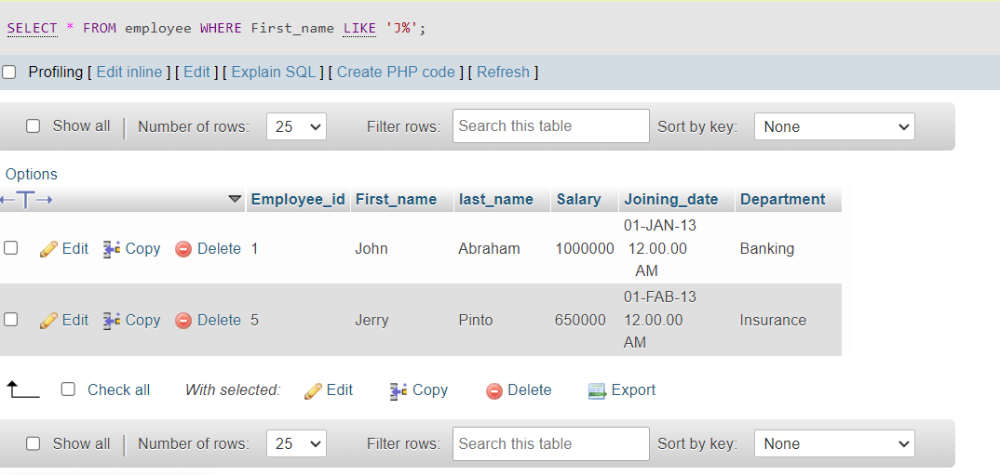 SELECT * FROM employee WHERE First_name LIKE 'J%';
Profiling [ Edit inline ] [ Edit ] [ Explain SQL ] [ Create PHP code ] [ Refresh ]
Show all Number of rows: 25 Filter rows: Search this table Sort by key: None
Options
←T→ Employee_id First_name last_name Salary Joining_date Department
01-JAN-13
Edit Copy Delete 1 John Abraham 1000000 12.00.00 Banking
AM
01-FAB-13
Edit Copy Delete 5 Jerry Pinto 650000 12.00.00 Insurance
AM
Check all With selected: Edit Copy Delete Export
Show all Number of rows: 25 Filter rows: Search this table Sort by key: None